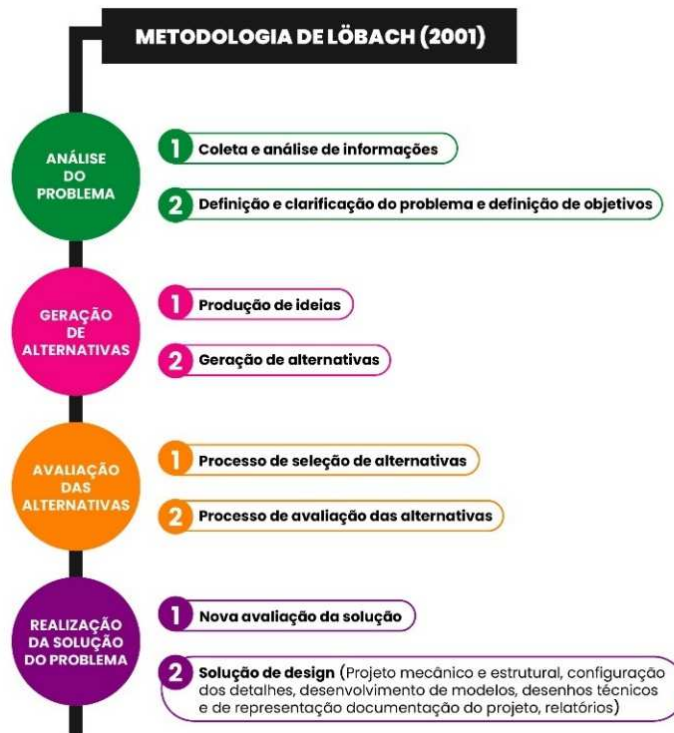 METODOLOGIA DE LÖBACH (2001)
ANÁLISE
DO
PROBLEMA
1 Coleta e análise de informações
2 Definição e clarificação do problema e definição de objetivos
GERAÇÃO
DE
ALTERNATIVAS
1 Produção de ideias
2 Geração de alternativas
AVALIAÇÃO
DAS
ALTERNATIVAS
1 Processo de seleção de alternativas
2 Processo de avaliação das alternativas
REALIZAÇÃO
DA SOLUÇÃO
DO PROBLEMA
1 Nova avaliação da solução
2 Solução de design (Projeto mecânico e estrutural, configuração
dos detalhes, desenvolvimento de modelos, desenhos técnicos
e de representação documentação do projeto, relatórios)